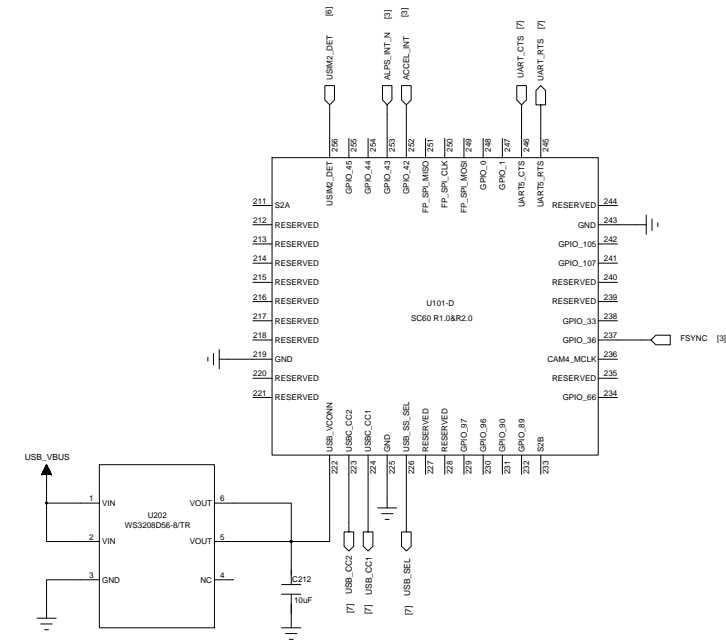 [6] USIM2_DET
[3] ALPS_INT_N
[3] ACCEL_INT
UART_CTS [7]
UART_RTS [7]
256 USIM2_DET
255 GPIO_45
254 GPIO_44
253 GPIO_43
252 GPIO_42
251 FP_SPI_MISO
250 FP_SPI_CLK
249 FP_SPI_MOSI
248 GPIO_0
247 GPIO_1
246 UART5_CTS
245 UART5_RTS
211 S2A
212 RESERVED
213 RESERVED
214 RESERVED
215 RESERVED
216 RESERVED
217 RESERVED
218 RESERVED
219 GND
220 RESERVED
221 RESERVED
U101-D
SC60 R1.0&R2.0
RESERVED 244
GND 243
GPIO_105 242
GPIO_107 241
RESERVED 240
RESERVED 239
GPIO_33 238
GPIO_36 237
FSYNC [3]
CAM4_MCLK 236
RESERVED 235
GPIO_66 234
USB_VCONN 222
USBC_CC2 223
USBC_CC1 224
GND 225
USB_SS_SEL 226
RESERVED 227
RESERVED 228
GPIO_97 229
GPIO_96 230
GPIO_90 231
GPIO_89 232
S2B 233
USB_VBUS
U202
WS3208D56-8/TR
1 VIN
2 VIN
3 GND
VOUT 6
VOUT 5
NC 4
C212
10uF
[7] USB_CC2
[7] USB_CC1
[7] USB_SEL